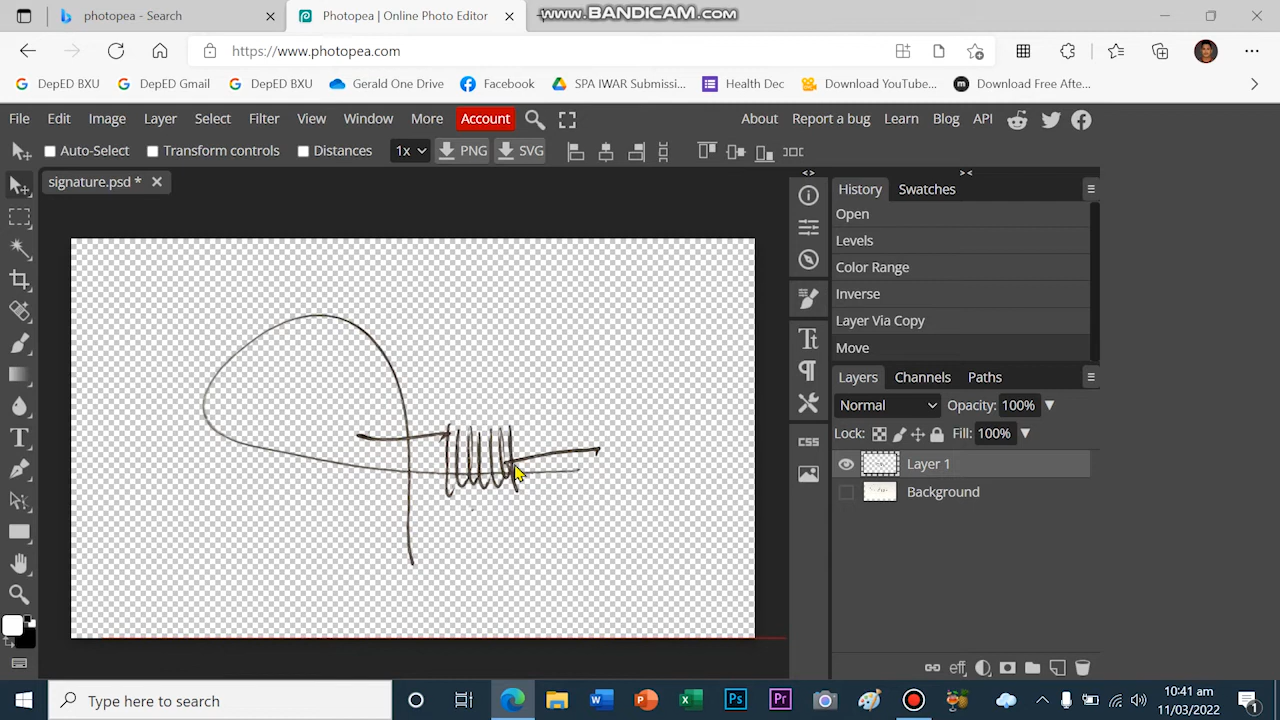 photopea - Search
Photopea | Online Photo Editor
www.BANDICAM.com
https://www.photopea.com
DepED BXU
DepED Gmail
DepED BXU
Gerald One Drive
Facebook
SPA IWAR Submissi...
Health Dec
Download YouTube...
Download Free Afte...
File Edit Image Layer Select Filter View Window More Account
About Report a bug Learn Blog API
Auto-Select Transform controls Distances 1x PNG SVG
signature.psd *
History Swatches
Open
Levels
Color Range
Inverse
Layer Via Copy
Move
Layers Channels Paths
Normal Opacity: 100%
Lock: Fill: 100%
Layer 1
Background
CSS
eff
Type here to search
10:41 am
11/03/2022
1